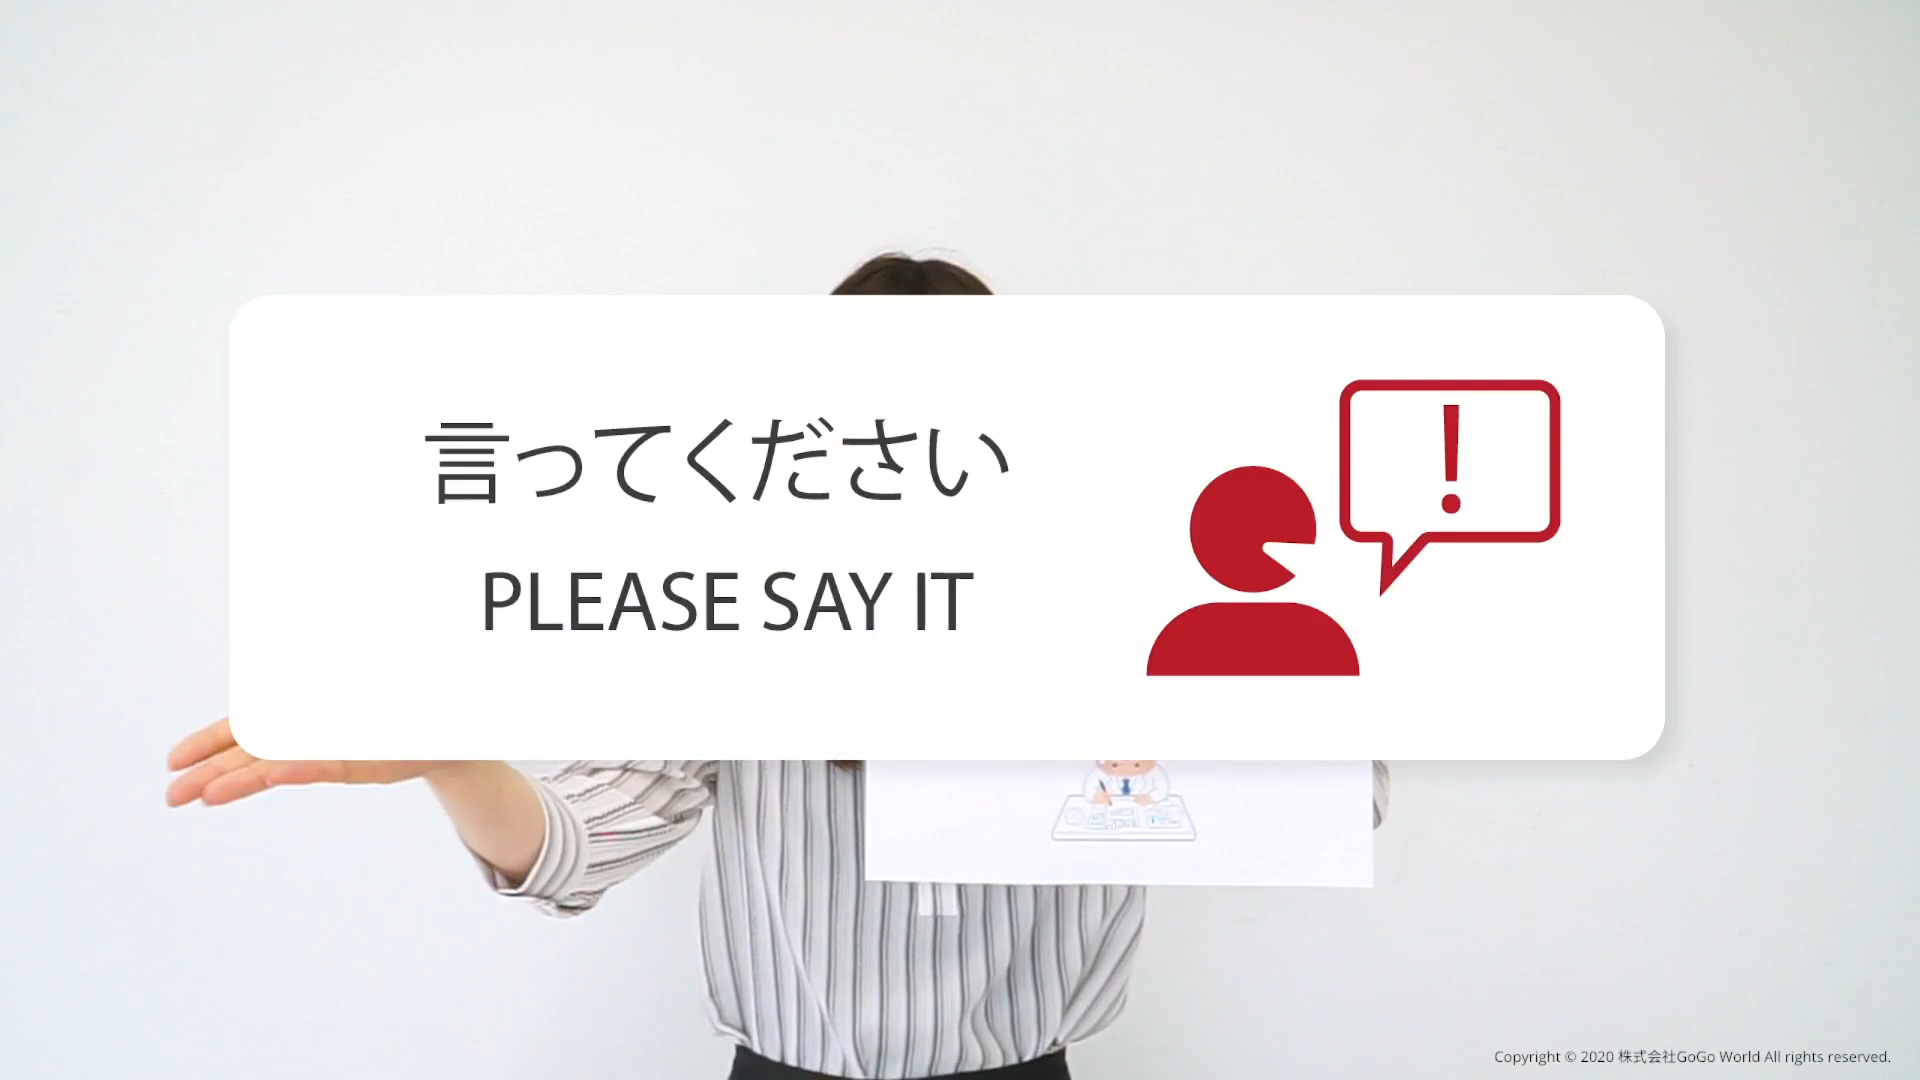 言ってください
PLEASE SAY IT
Copyright © 2020 株式会社GoGo World All rights reserved.